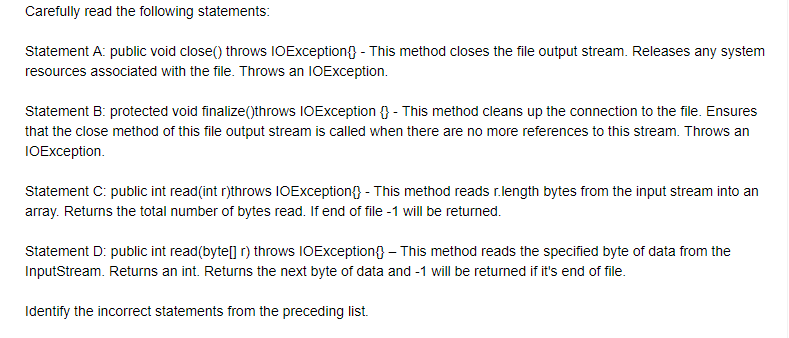 Carefully read the following statements:
Statement A: public void close() throws IOException{} - This method closes the file output stream. Releases any system
resources associated with the file. Throws an IOException.
Statement B: protected void finalize()throws IOException {} - This method cleans up the connection to the file. Ensures
that the close method of this file output stream is called when there are no more references to this stream. Throws an
IOException.
Statement C: public int read(int r)throws IOException{} - This method reads r.length bytes from the input stream into an
array. Returns the total number of bytes read. If end of file -1 will be returned.
Statement D: public int read(byte[] r) throws IOException{} – This method reads the specified byte of data from the
InputStream. Returns an int. Returns the next byte of data and -1 will be returned if it's end of file.
Identify the incorrect statements from the preceding list.